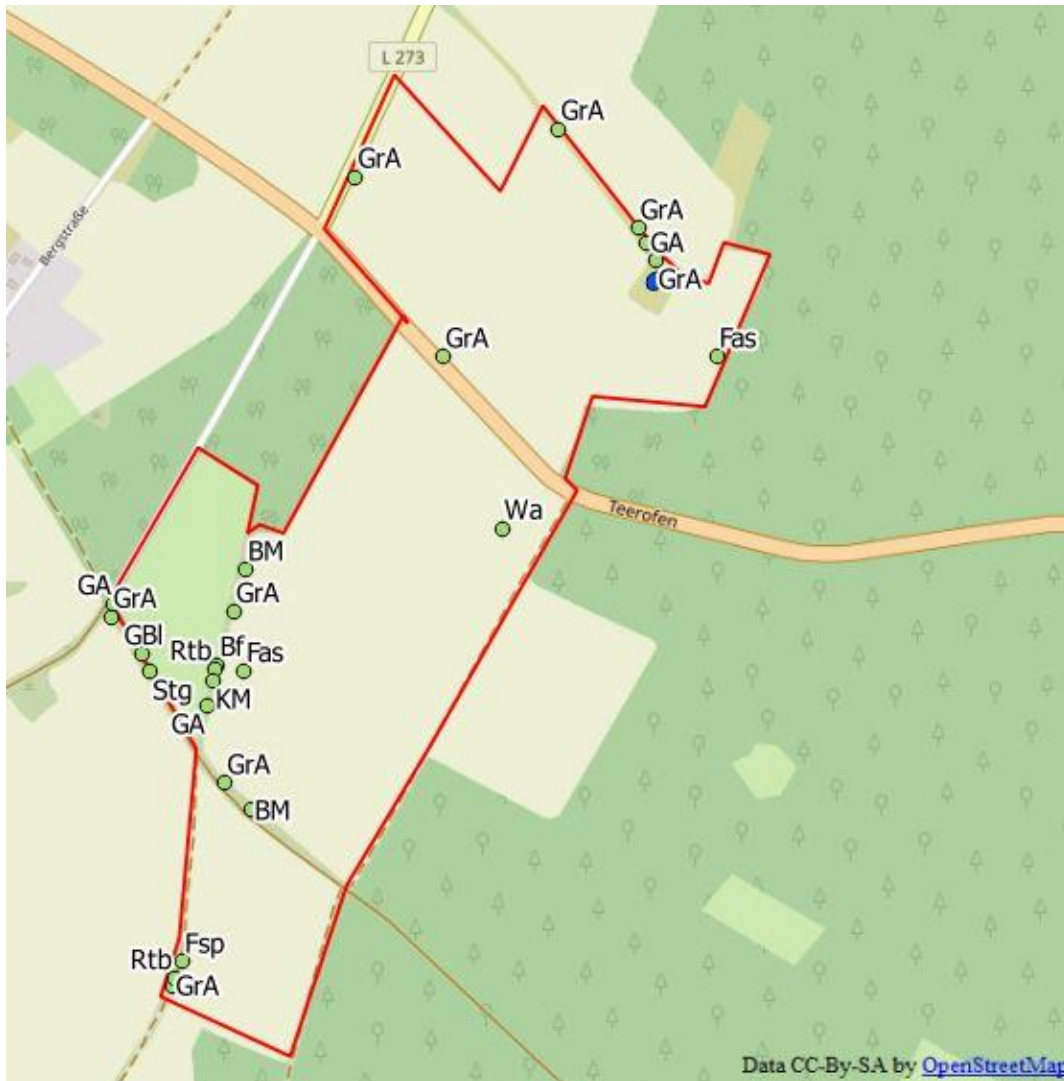 L 273
GrA
GrA
Bergstraße
GrA
GA
GrA
GrA
Fas
Wa
Teerofen
BM
GA
GrA
GrA
GBl
Rtb
Bf
Fas
Stg
KM
GA
GrA
BM
Fsp
Rtb
GrA
Data CC-By-SA by OpenStreetMap